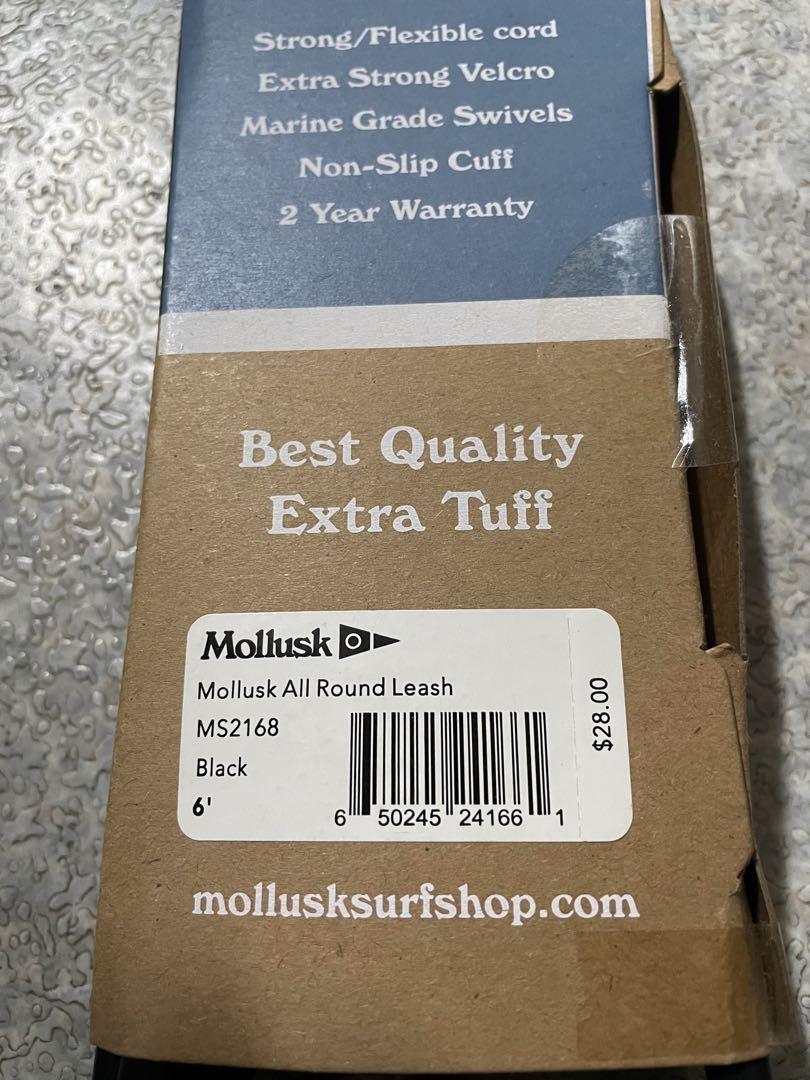 Strong/Flexible cord
Extra Strong Velcro
Marine Grade Swivels
Non-Slip Cuff
2 Year Warranty
Best Quality
Extra Tuff
Mollusk
Mollusk All Round Leash
MS2168
Black
6'
6 50245 24166 1
$28.00
mollusksurfshop.com